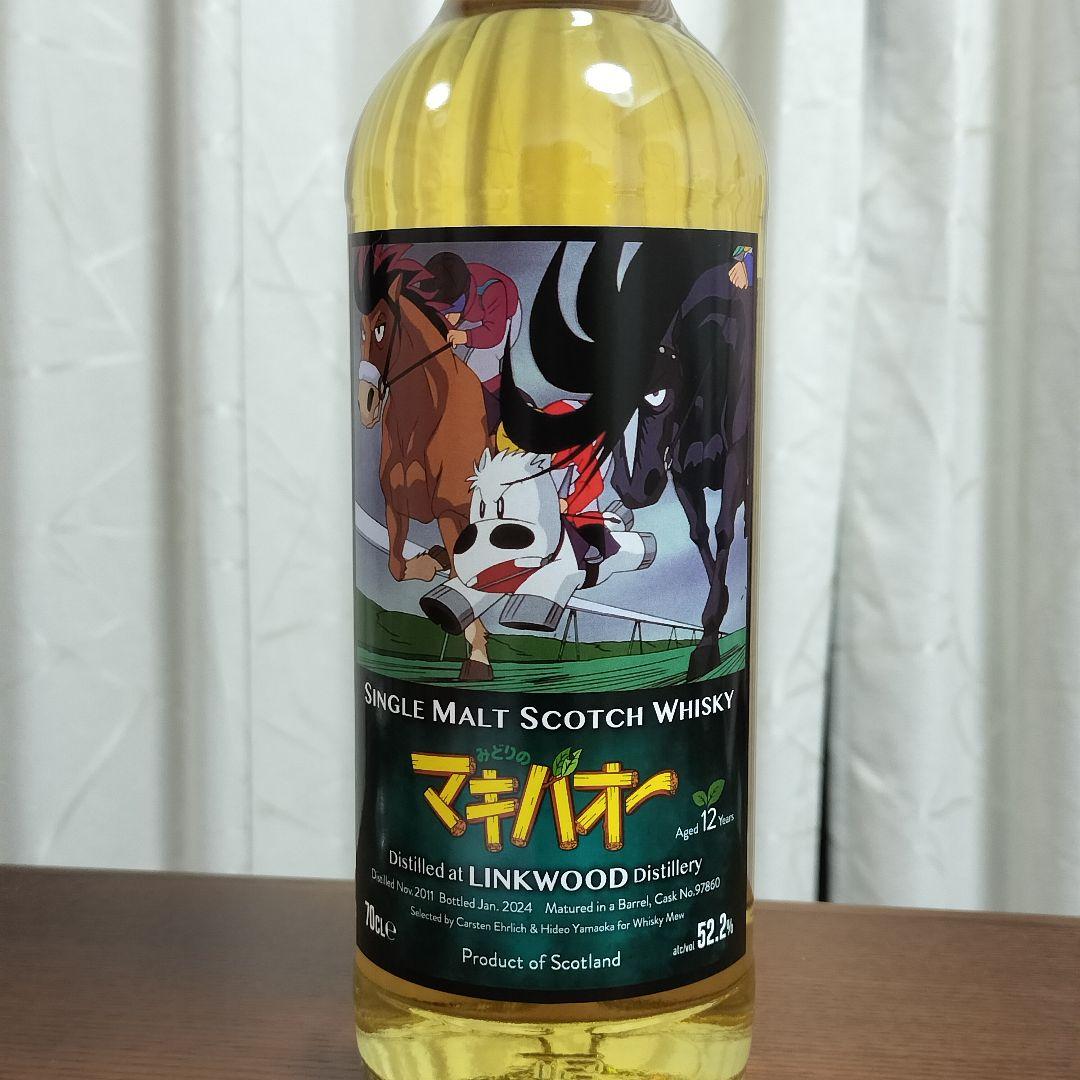 SINGLE MALT SCOTCH WHISKY
みどりの
マキバオー
Aged 12 Years
Distilled at LINKWOOD Distillery
Distilled Nov.2011 Bottled Jan. 2024 Matured in a Barrel, Cask No.97860
Selected by Carsten Ehrlich & Hideo Yamaoka for Whisky Mew
70CLe
alc/vol 52.2%
Product of Scotland